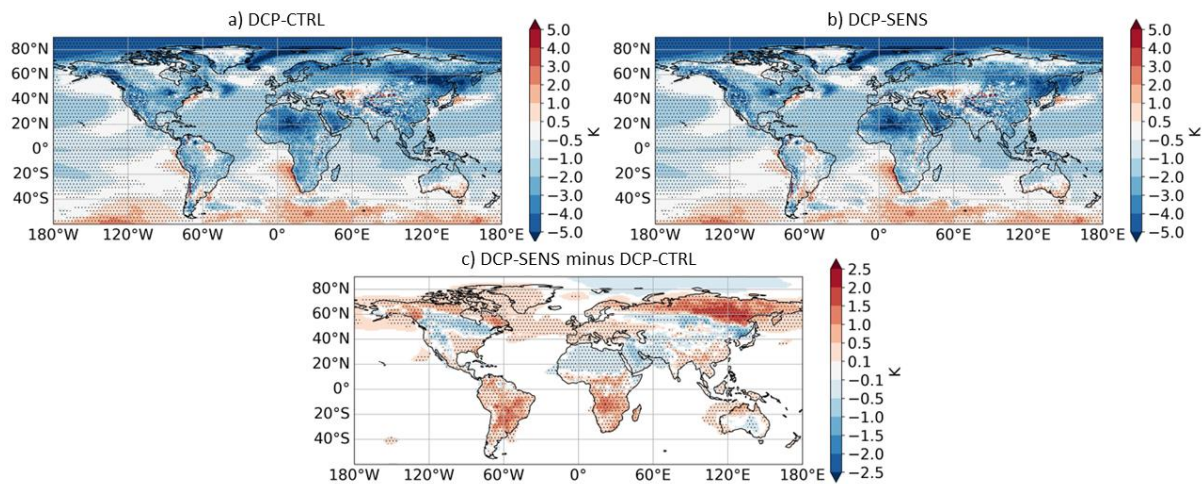 a) DCP-CTRL
80°N
60°N
40°N
20°N
0°
20°S
40°S
180°W 120°W 60°W 0° 60°E 120°E 180°E
5.0
4.0
3.0
2.0
1.0
0.5
−0.5
−1.0
−2.0
−3.0
−4.0
−5.0
K
b) DCP-SENS
80°N
60°N
40°N
20°N
0°
20°S
40°S
180°W 120°W 60°W 0° 60°E 120°E 180°E
5.0
4.0
3.0
2.0
1.0
0.5
−0.5
−1.0
−2.0
−3.0
−4.0
−5.0
K
c) DCP-SENS minus DCP-CTRL
80°N
60°N
40°N
20°N
0°
20°S
40°S
180°W 120°W 60°W 0° 60°E 120°E 180°E
2.5
2.0
1.5
1.0
0.5
0.1
−0.1
−0.5
−1.0
−1.5
−2.0
−2.5
K